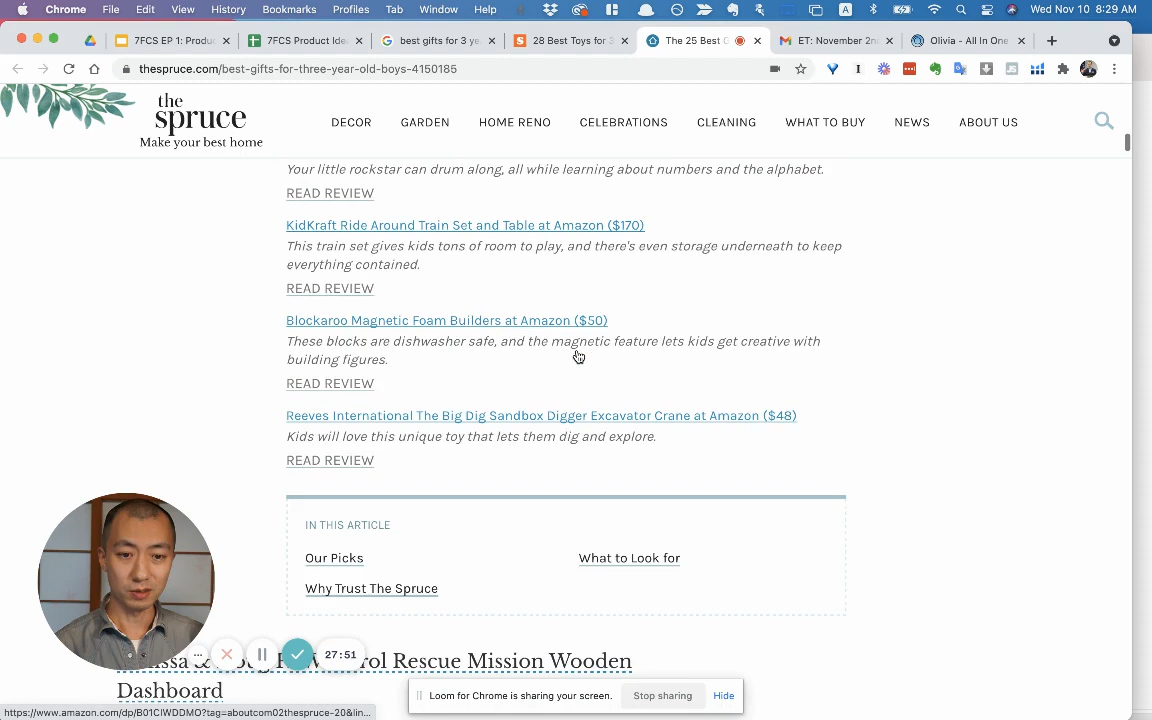 Chrome File Edit View History Bookmarks Profiles Tab Window Help A Wed Nov 10 8:29 AM
7FCS EP 1: Produc 7FCS Product Ide best gifts for 3 ye 28 Best Toys for 3 The 25 Best G ET: November 2nd Olivia - All In One
thespruce.com/best-gifts-for-three-year-old-boys-4150185
the
spruce
Make your best home
DECOR GARDEN HOME RENO CELEBRATIONS CLEANING WHAT TO BUY NEWS ABOUT US
Your little rockstar can drum along, all while learning about numbers and the alphabet.
READ REVIEW
KidKraft Ride Around Train Set and Table at Amazon ($170)
This train set gives kids tons of room to play, and there's even storage underneath to keep
everything contained.
READ REVIEW
Blockaroo Magnetic Foam Builders at Amazon ($50)
These blocks are dishwasher safe, and the magnetic feature lets kids get creative with
building figures.
READ REVIEW
Reeves International The Big Dig Sandbox Digger Excavator Crane at Amazon ($48)
Kids will love this unique toy that lets them dig and explore.
READ REVIEW
IN THIS ARTICLE
Our Picks What to Look for
Why Trust The Spruce
27:51
Rescue Mission Wooden
Dashboard
Loom for Chrome is sharing your screen. Stop sharing Hide
https://www.amazon.com/dp/B01CIWDDMO?tag=aboutcom02thespruce-20&lin...